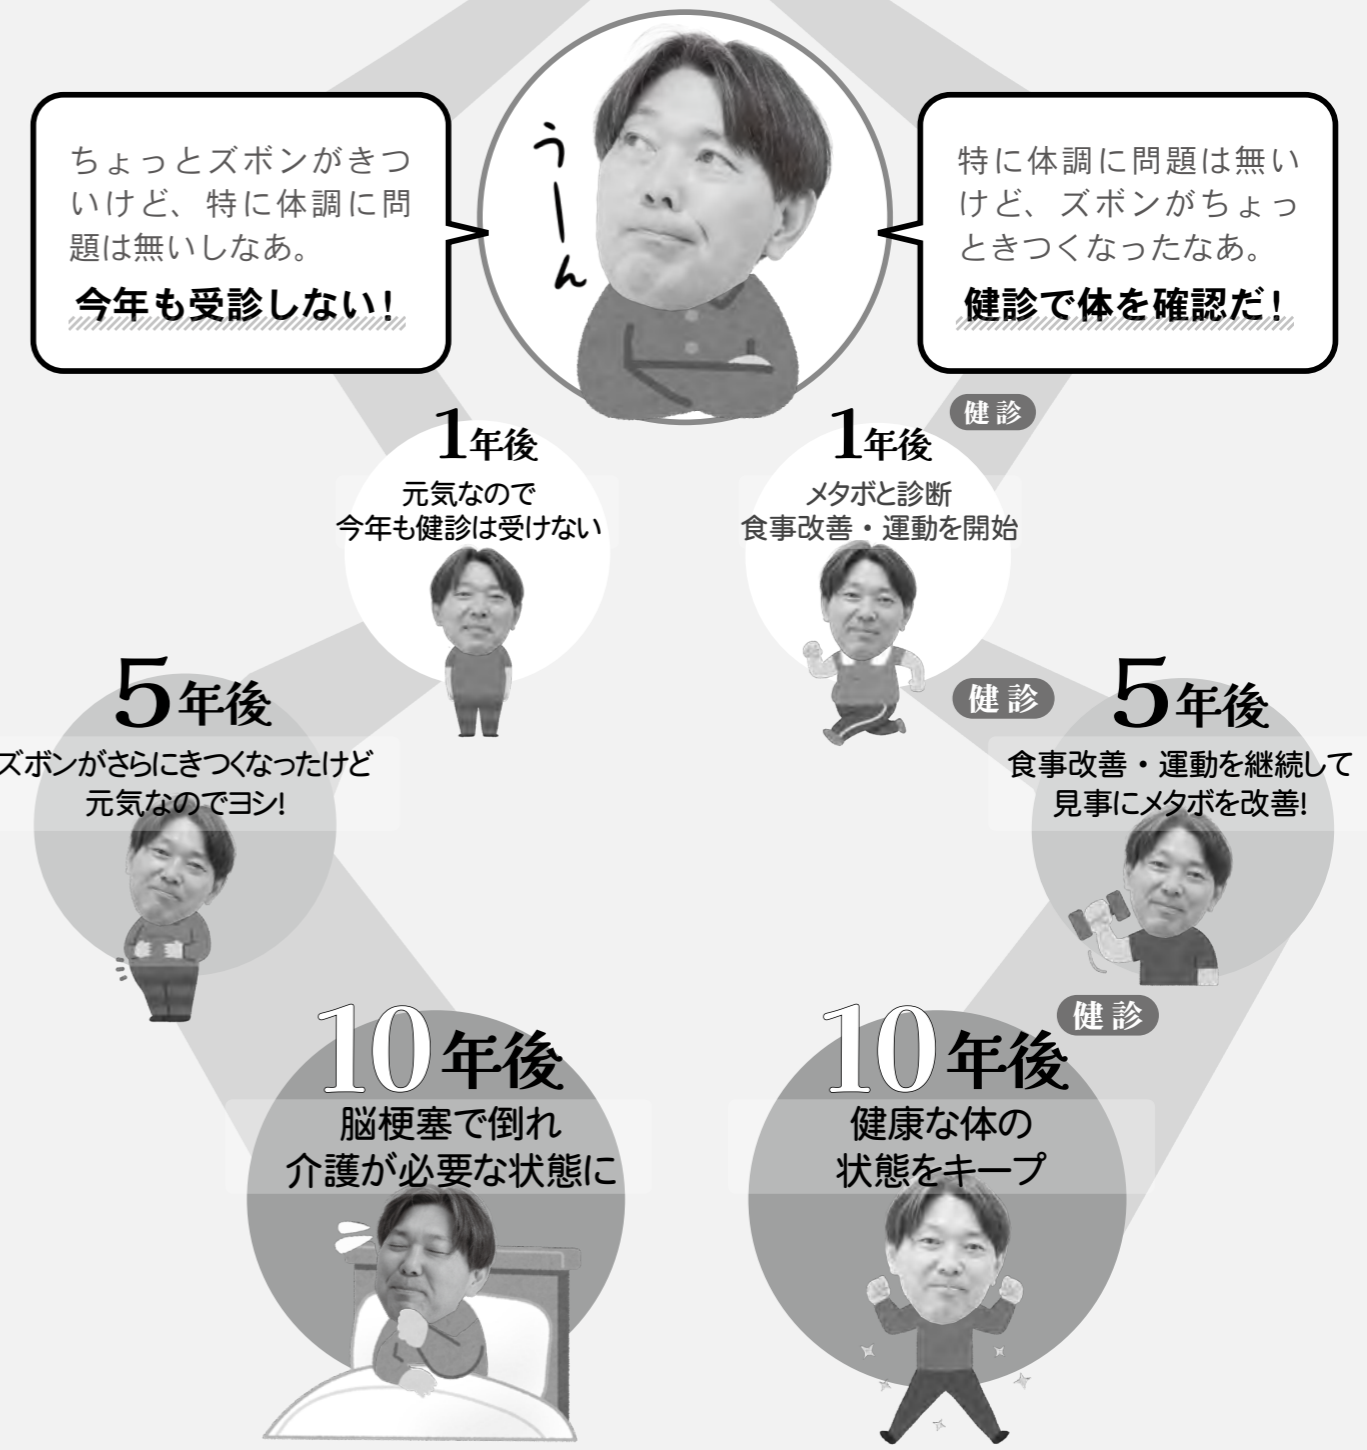 ちょっとズボンがきつ
いけど、特に体調に問
題は無いしなあ。
今年も受診しない！
うーん
特に体調に問題は無い
けど、ズボンがちょっ
ときつくなったなあ。
健診で体を確認だ！
1年後
元気なので
今年も健診は受けない
健診
1年後
メタボと診断
食事改善・運動を開始
5年後
ズボンがさらにきつくなったけど
元気なのでヨシ!
健診
5年後
食事改善・運動を継続して
見事にメタボを改善!
10年後
脳梗塞で倒れ
介護が必要な状態に
健診
10年後
健康な体の
状態をキープ